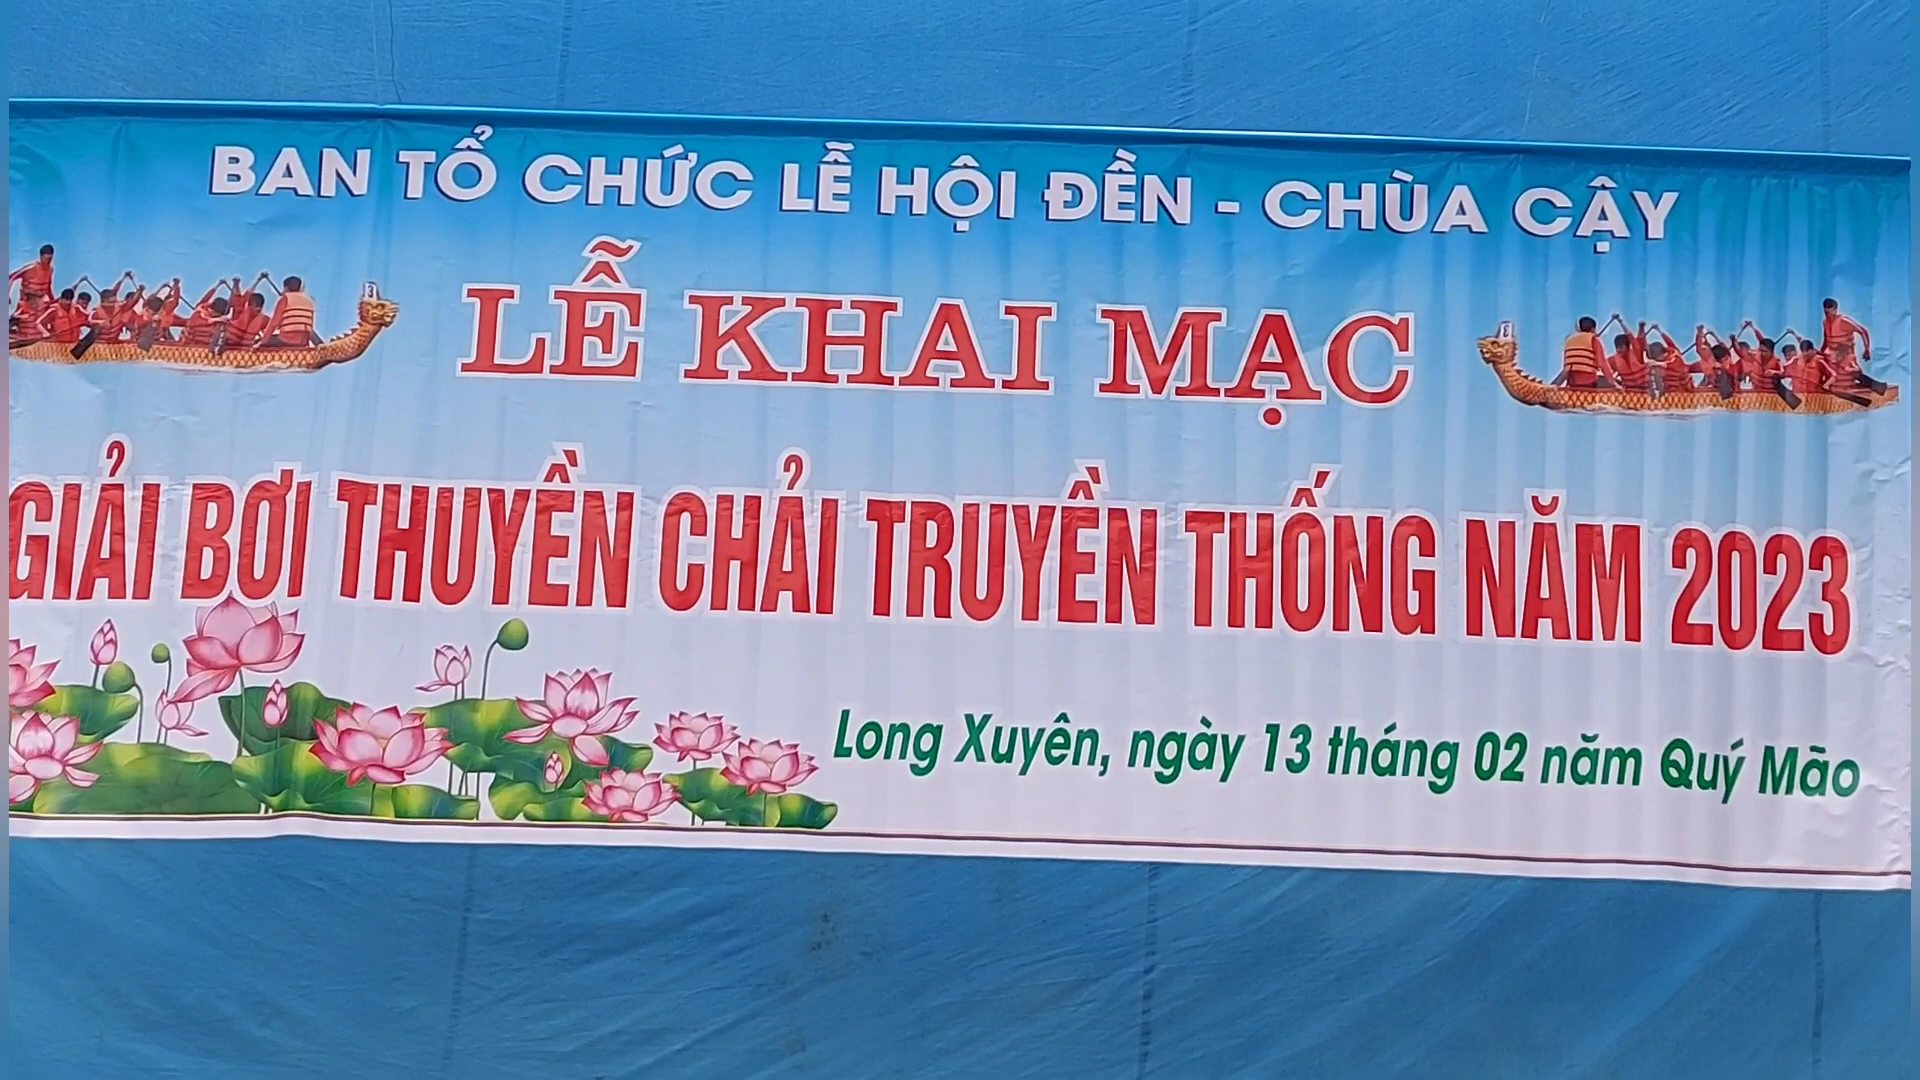 BAN TỔ CHỨC LỄ HỘI ĐỀN - CHÙA CẬY
LỄ KHAI MẠC
GIẢI BƠI THUYỀN CHẢI TRUYỀN THỐNG NĂM 2023
Long Xuyên, ngày 13 tháng 02 năm Quý Mão